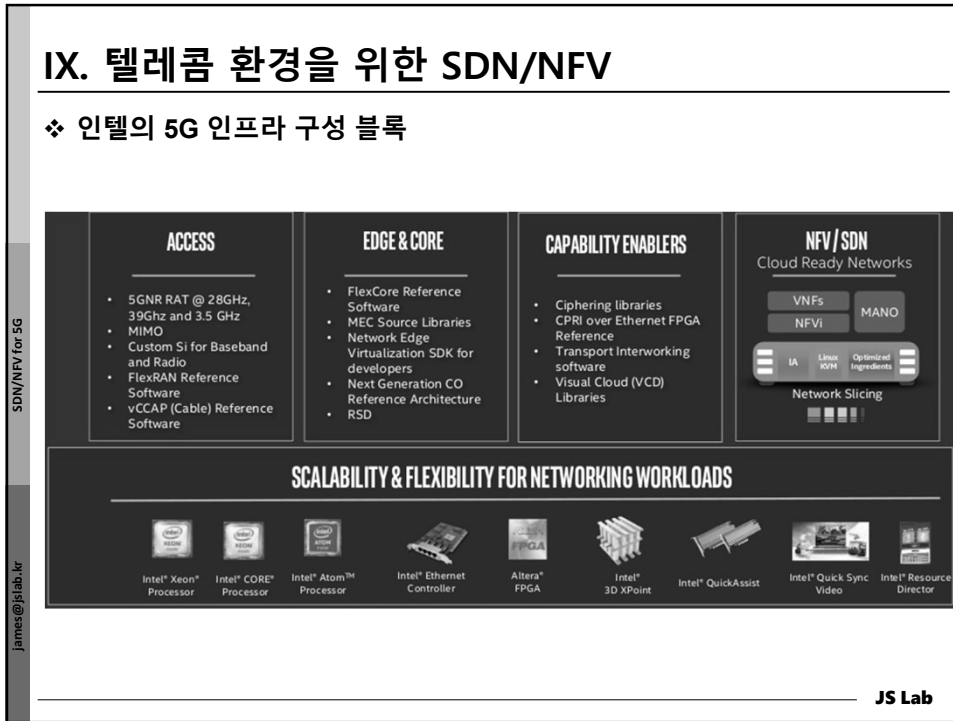 IX. 텔레콤 환경을 위한 SDN/NFV
❖ 인텔의 5G 인프라 구성 블록
ACCESS
• 5GNR RAT @ 28GHz,
39Ghz and 3.5 GHz
• MIMO
• Custom Si for Baseband
and Radio
• FlexRAN Reference
Software
• vCCAP (Cable) Reference
Software
EDGE & CORE
• FlexCore Reference
Software
• MEC Source Libraries
• Network Edge
Virtualization SDK for
developers
• Next Generation CO
Reference Architecture
• RSD
CAPABILITY ENABLERS
• Ciphering libraries
• CPRI over Ethernet FPGA
Reference
• Transport Interworking
software
• Visual Cloud (VCD)
Libraries
NFV / SDN
Cloud Ready Networks
VNFs
NFVi
MANO
IA
Linux
KVM
Optimized
Ingredients
Network Slicing
SCALABILITY & FLEXIBILITY FOR NETWORKING WORKLOADS
(intel)
XEON
(intel)
XEON
(intel)
ATOM
FPGA
Intel® Xeon®
Processor
Intel® CORE®
Processor
Intel® Atom™
Processor
Intel® Ethernet
Controller
Altera®
FPGA
Intel®
3D XPoint
Intel® QuickAssist
Intel® Quick Sync
Video
Intel® Resource
Director
SDN/NFV for 5G
james@jslab.kr
JS Lab